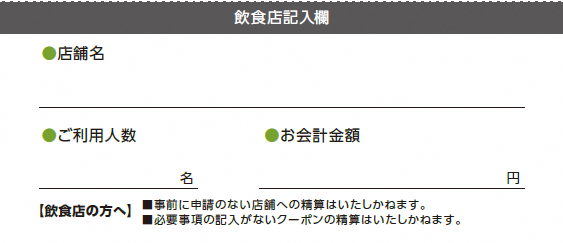 飲食店記入欄
●店舗名
●ご利用人数 ●お会計金額
名 円
【飲食店の方へ】 ■事前に申請のない店舗への精算はいたしかねます。
■必要事項の記入がないクーポンの精算はいたしかねます。